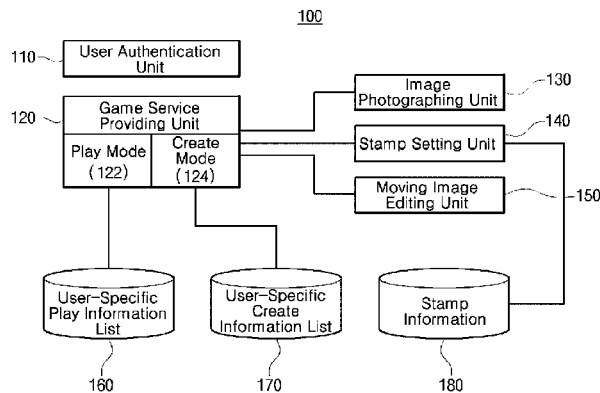 100
110
User Authentication
Unit
120
Game Service
Providing Unit
Play Mode
(122)
Create
Mode
(124)
Image
Photographing Unit
130
Stamp Setting Unit
140
Moving Image
Editing Unit
150
User-Specific
Play Information
List
User-Specific
Create
Information List
Stamp
Information
160
170
180